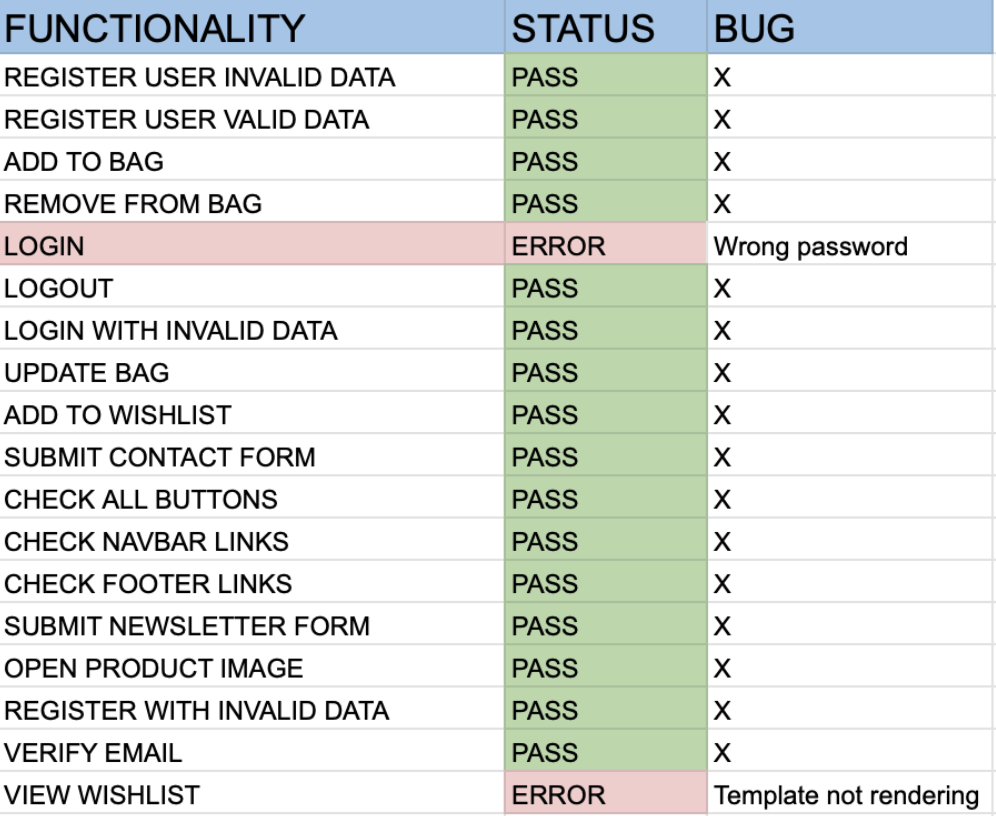 FUNCTIONALITY STATUS BUG
REGISTER USER INVALID DATA PASS X
REGISTER USER VALID DATA PASS X
ADD TO BAG PASS X
REMOVE FROM BAG PASS X
LOGIN ERROR Wrong password
LOGOUT PASS X
LOGIN WITH INVALID DATA PASS X
UPDATE BAG PASS X
ADD TO WISHLIST PASS X
SUBMIT CONTACT FORM PASS X
CHECK ALL BUTTONS PASS X
CHECK NAVBAR LINKS PASS X
CHECK FOOTER LINKS PASS X
SUBMIT NEWSLETTER FORM PASS X
OPEN PRODUCT IMAGE PASS X
REGISTER WITH INVALID DATA PASS X
VERIFY EMAIL PASS X
VIEW WISHLIST ERROR Template not rendering